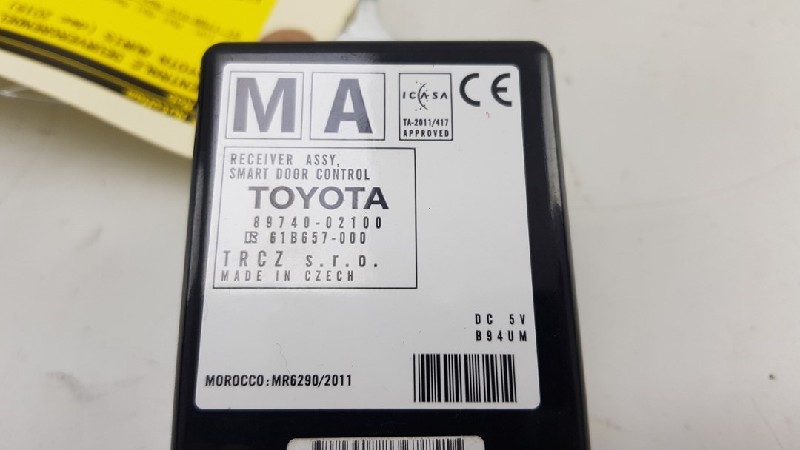 MA
ICASA
TA-2011/417
APPROVED
CE
RECEIVER ASSY,
SMART DOOR CONTROL
TOYOTA
89740-02100
61B657-000
TRCZ s.r.o.
MADE IN CZECH
DC 5V
B94UM
MOROCCO:MR6290/2011